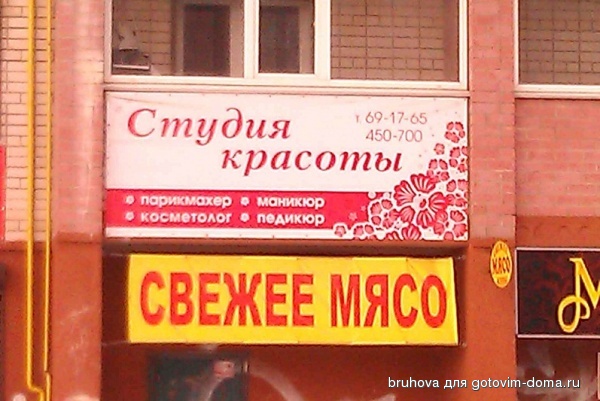 Студия
красоты
т. 69-17-65
450-700
• парикмахер • маникюр
• косметолог • педикюр
СВЕЖЕЕ МЯСО
МЯСО
М
bruhova для gotovim-doma.ru